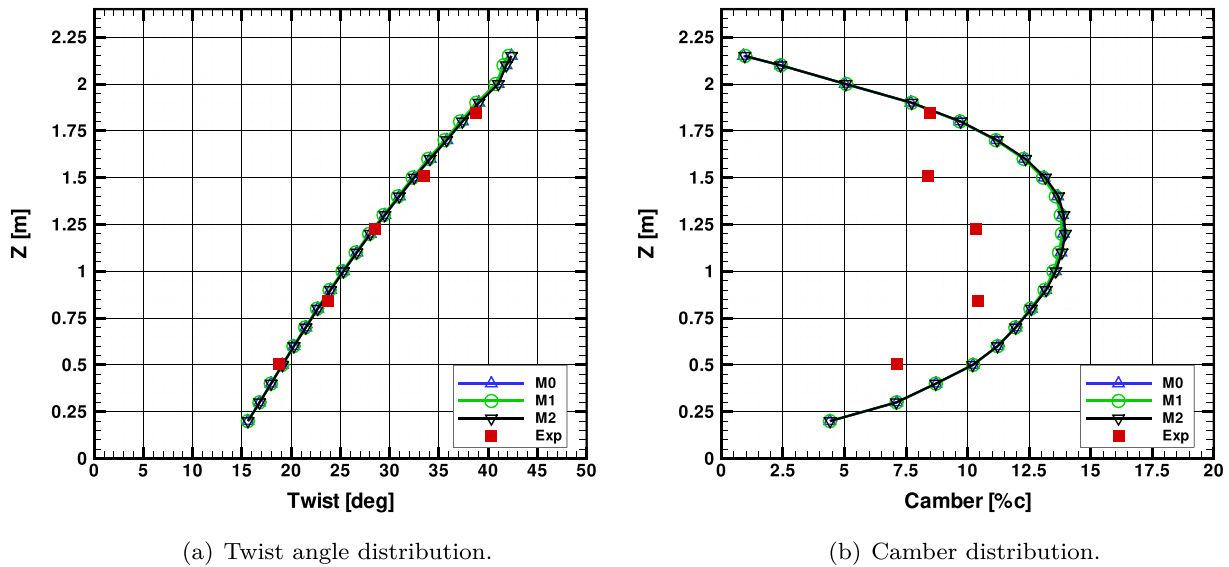 Z [m]
2.25
2
1.75
1.5
1.25
1
0.75
0.5
0.25
0
0 5 10 15 20 25 30 35 40 45 50
Twist [deg]
M0
M1
M2
Exp
(a) Twist angle distribution.
Z [m]
2.25
2
1.75
1.5
1.25
1
0.75
0.5
0.25
0
0 2.5 5 7.5 10 12.5 15 17.5 20
Camber [%c]
M0
M1
M2
Exp
(b) Camber distribution.